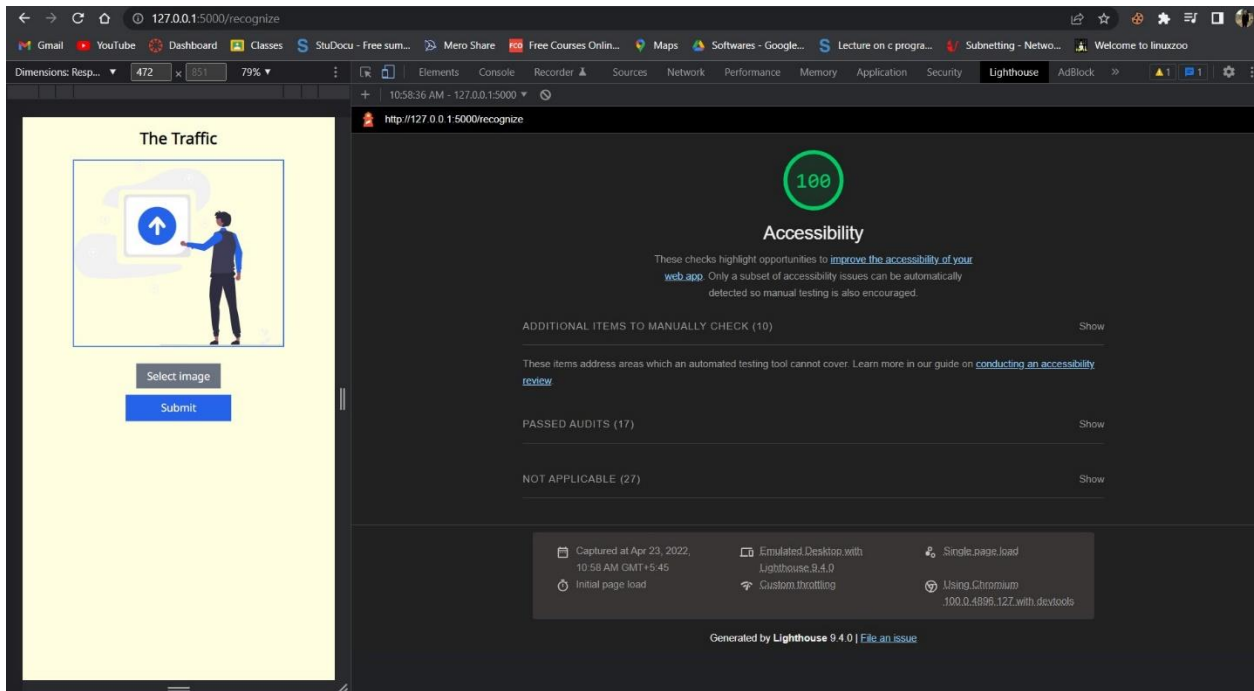 127.0.0.1:5000/recognize
Gmail YouTube Dashboard Classes StuDocu - Free sum... Mero Share Free Courses Onlin... Maps Softwares - Google... Lecture on c progra... Subnetting - Netwo... Welcome to linuxzoo
Dimensions: Resp... 472 x 851 79% Elements Console Recorder Sources Network Performance Memory Application Security Lighthouse AdBlock » 1 1
+ 10:58:36 AM - 127.0.0.1:5000
http://127.0.0.1:5000/recognize
The Traffic
Select image
Submit
100
Accessibility
These checks highlight opportunities to improve the accessibility of your
web app. Only a subset of accessibility issues can be automatically
detected so manual testing is also encouraged.
ADDITIONAL ITEMS TO MANUALLY CHECK (10) Show
These items address areas which an automated testing tool cannot cover. Learn more in our guide on conducting an accessibility
review.
PASSED AUDITS (17) Show
NOT APPLICABLE (27) Show
Captured at Apr 23, 2022,
10:58 AM GMT+5:45
Initial page load
Emulated Desktop with
Lighthouse 9.4.0
Custom throttling
Single page load
Using Chromium
100.0.4896.127 with devtools
Generated by Lighthouse 9.4.0 | File an issue